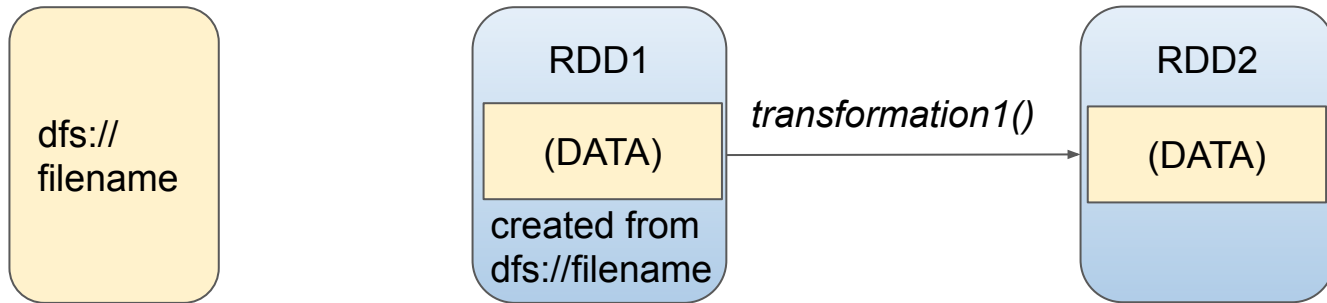 dfs://
filename
RDD1
(DATA)
created from
dfs://filename
transformation1()
RDD2
(DATA)